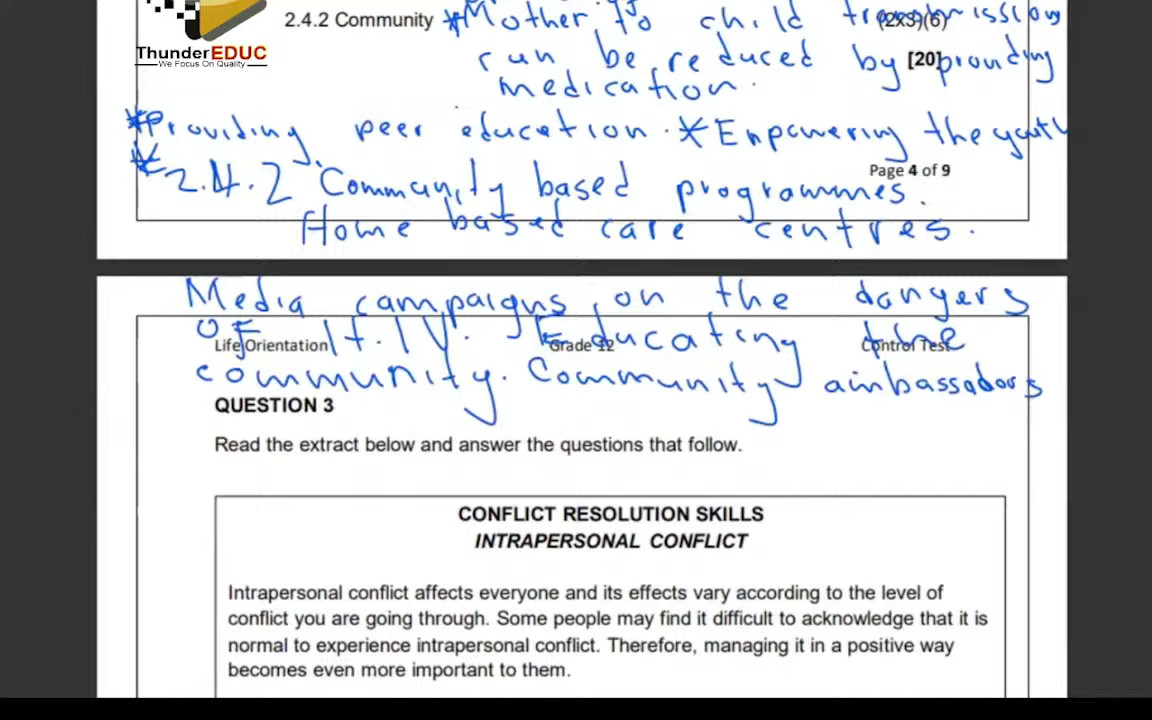 ThunderEDUC
We Focus On Quality
2.4.2 Community *Mother to child transmission
(2x3)(6)
can be reduced by prouding
[20]
medication.
*Providing peer education. *Empowering the youth
Page 4 of 9
* 2.4.2 Community based programmes.
Home based care centres.
Media campaigns on the dangers
OF H.IV. Educating the
Life Orientation Grade 12 Control Test
community. Community ambassadors
QUESTION 3
Read the extract below and answer the questions that follow.
CONFLICT RESOLUTION SKILLS
INTRAPERSONAL CONFLICT
Intrapersonal conflict affects everyone and its effects vary according to the level of
conflict you are going through. Some people may find it difficult to acknowledge that it is
normal to experience intrapersonal conflict. Therefore, managing it in a positive way
becomes even more important to them.